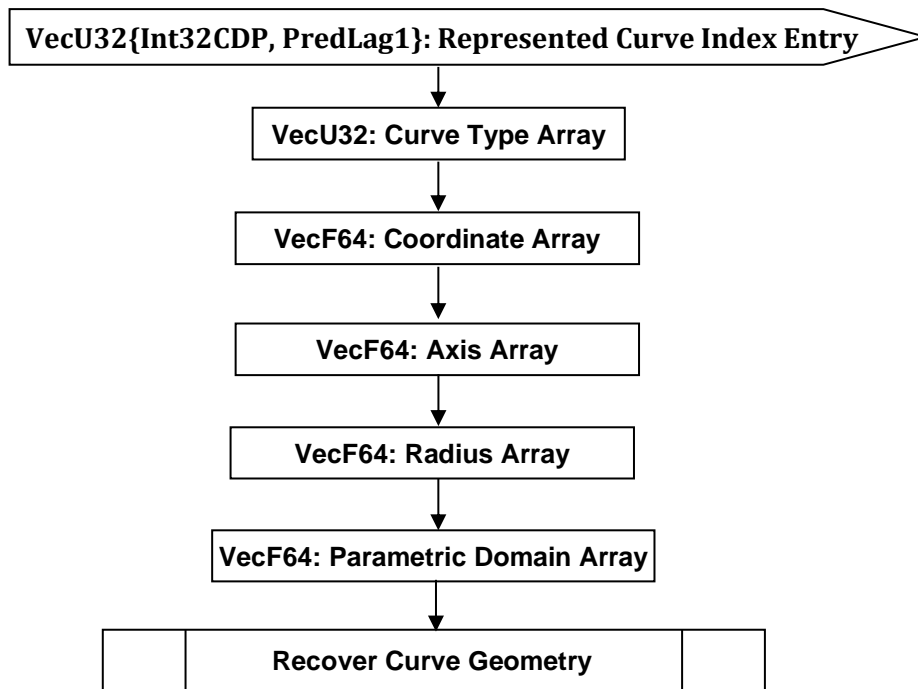 VecU32{Int32CDP, PredLag1}: Represented Curve Index Entry
VecU32: Curve Type Array
VecF64: Coordinate Array
VecF64: Axis Array
VecF64: Radius Array
VecF64: Parametric Domain Array
Recover Curve Geometry